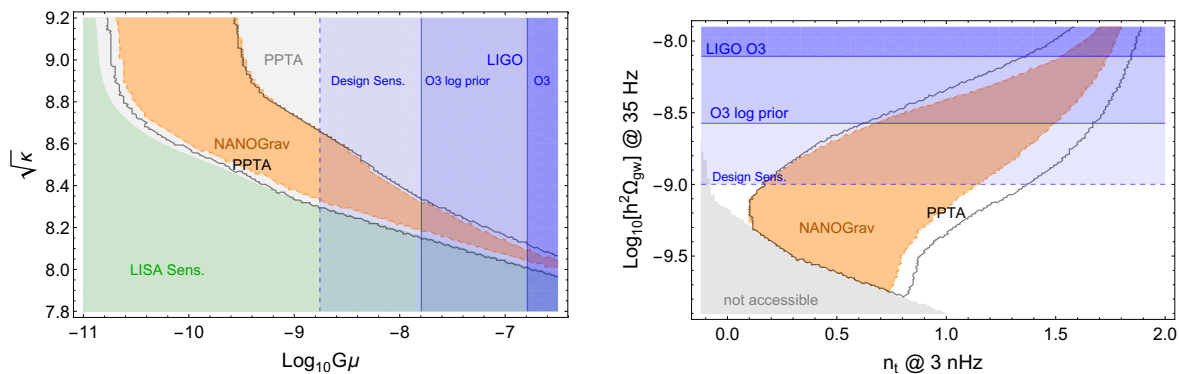 9.2
9.0
8.8
8.6
8.4
8.2
8.0
7.8
√κ
PPTA
LIGO
Design Sens.
O3 log prior
O3
NANOGrav
PPTA
LISA Sens.
−11
−10
−9
−8
−7
Log₁₀Gμ
−8.0
−8.5
−9.0
−9.5
Log₁₀[h²Ω_gw] @ 35 Hz
LIGO O3
O3 log prior
Design Sens.
PPTA
NANOGrav
not accessible
0.0
0.5
1.0
1.5
2.0
n_t @ 3 nHz